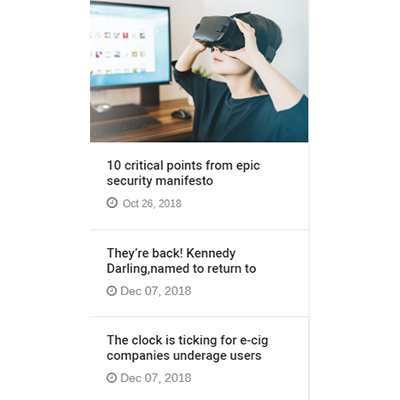 10 critical points from epic
security manifesto
Oct 26, 2018
They're back! Kennedy
Darling,named to return to
Dec 07, 2018
The clock is ticking for e-cig
companies underage users
Dec 07, 2018